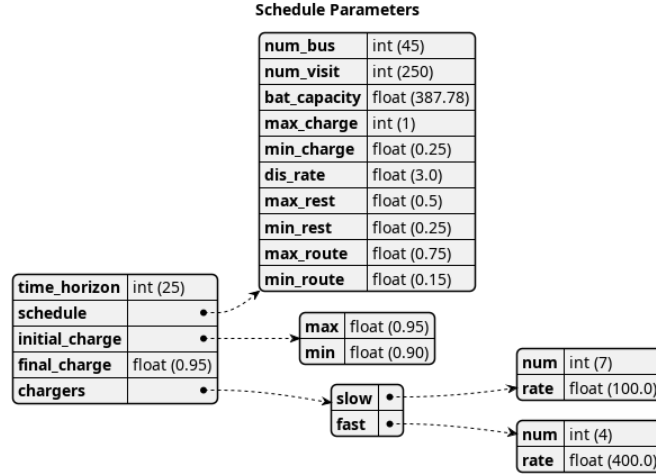 Schedule Parameters
num_bus int (45)
num_visit int (250)
bat_capacity float (387.78)
max_charge int (1)
min_charge float (0.25)
dis_rate float (3.0)
max_rest float (0.5)
min_rest float (0.25)
max_route float (0.75)
min_route float (0.15)
time_horizon int (25)
schedule
initial_charge
final_charge float (0.95)
chargers
max float (0.95)
min float (0.90)
slow
fast
num int (7)
rate float (100.0)
num int (4)
rate float (400.0)